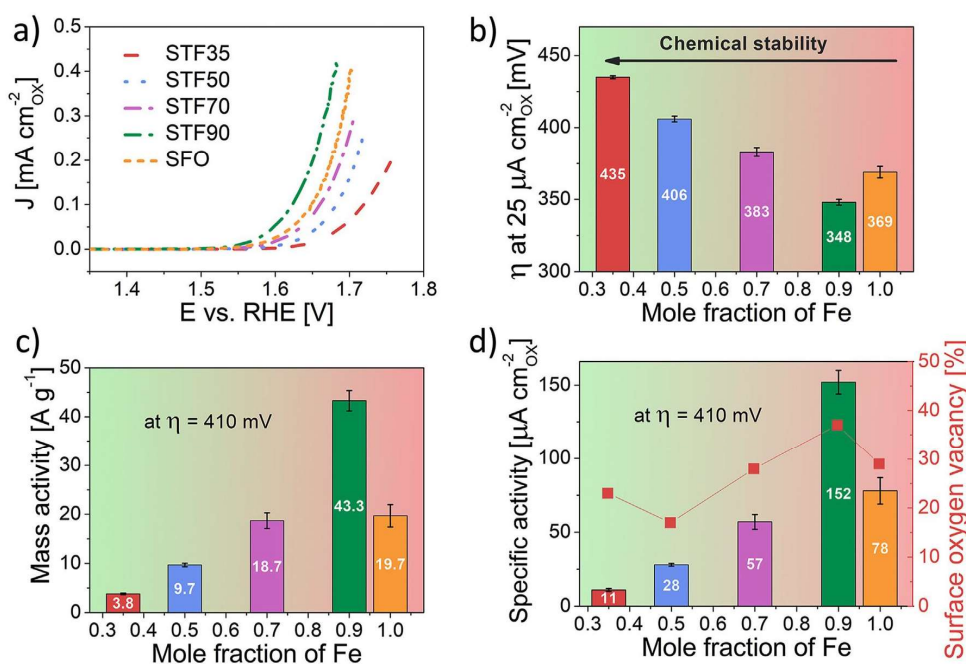 a)
STF35
STF50
STF70
STF90
SFO
J [mA cm⁻²OX]
0.5
0.4
0.3
0.2
0.1
0.0
1.4 1.5 1.6 1.7 1.8
E vs. RHE [V]
b)
Chemical stability
η at 25 μA cm⁻²OX [mV]
450
400
350
300
435
406
383
348
369
0.3 0.4 0.5 0.6 0.7 0.8 0.9 1.0
Mole fraction of Fe
c)
at η = 410 mV
Mass activity [A g⁻¹]
50
40
30
20
10
0
3.8
9.7
18.7
43.3
19.7
0.3 0.4 0.5 0.6 0.7 0.8 0.9 1.0
Mole fraction of Fe
d)
at η = 410 mV
Specific activity [μA cm⁻²OX]
150
100
50
0
11
28
57
152
78
0.3 0.4 0.5 0.6 0.7 0.8 0.9 1.0
Mole fraction of Fe
50
40
30
20
10
0
Surface oxygen vacancy [%]